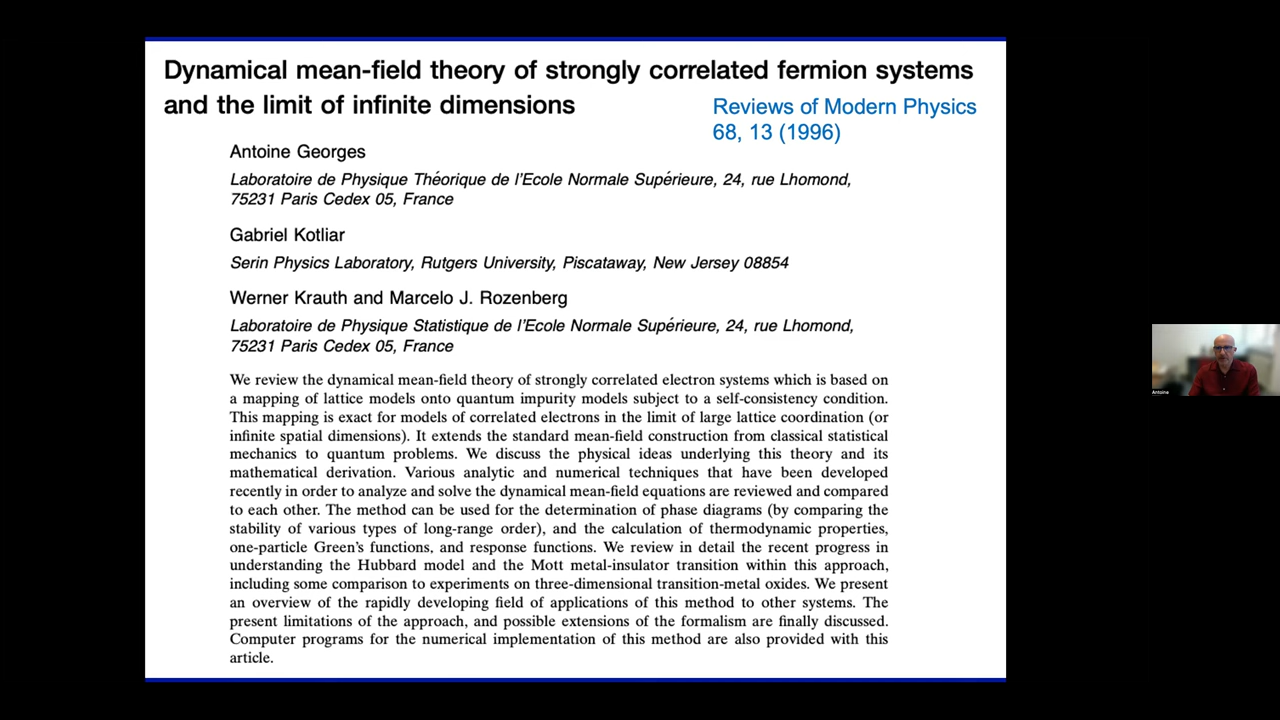 Dynamical mean-field theory of strongly correlated fermion systems
and the limit of infinite dimensions
Reviews of Modern Physics
68, 13 (1996)
Antoine Georges
Laboratoire de Physique Théorique de l'Ecole Normale Supérieure, 24, rue Lhomond,
75231 Paris Cedex 05, France
Gabriel Kotliar
Serin Physics Laboratory, Rutgers University, Piscataway, New Jersey 08854
Werner Krauth and Marcelo J. Rozenberg
Laboratoire de Physique Statistique de l'Ecole Normale Supérieure, 24, rue Lhomond,
75231 Paris Cedex 05, France
We review the dynamical mean-field theory of strongly correlated electron systems which is based on
a mapping of lattice models onto quantum impurity models subject to a self-consistency condition.
This mapping is exact for models of correlated electrons in the limit of large lattice coordination (or
infinite spatial dimensions). It extends the standard mean-field construction from classical statistical
mechanics to quantum problems. We discuss the physical ideas underlying this theory and its
mathematical derivation. Various analytic and numerical techniques that have been developed
recently in order to analyze and solve the dynamical mean-field equations are reviewed and compared
to each other. The method can be used for the determination of phase diagrams (by comparing the
stability of various types of long-range order), and the calculation of thermodynamic properties,
one-particle Green's functions, and response functions. We review in detail the recent progress in
understanding the Hubbard model and the Mott metal-insulator transition within this approach,
including some comparison to experiments on three-dimensional transition-metal oxides. We present
an overview of the rapidly developing field of applications of this method to other systems. The
present limitations of the approach, and possible extensions of the formalism are finally discussed.
Computer programs for the numerical implementation of this method are also provided with this
article.
Antoine